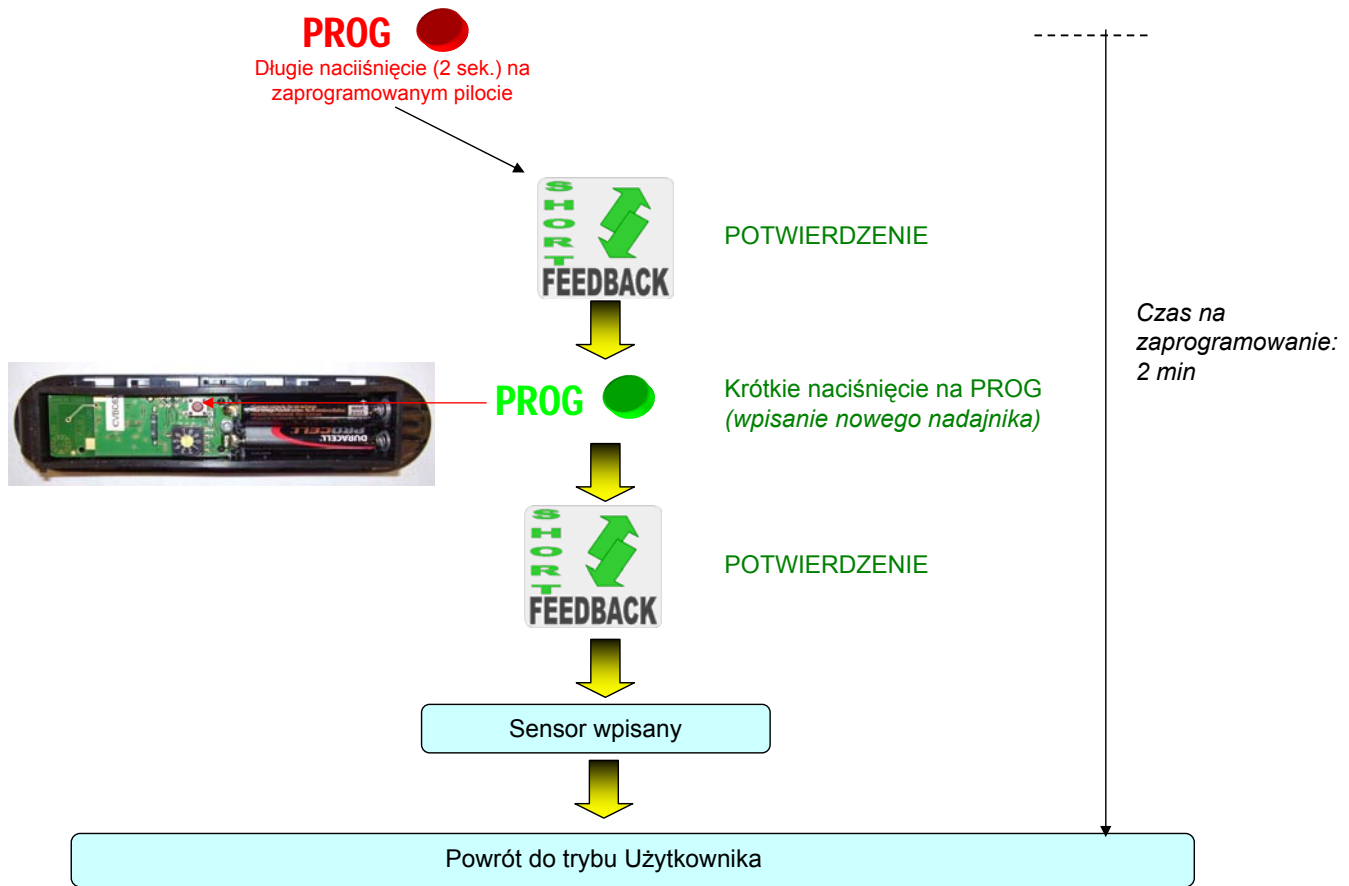 PROG
Długie naciiśnięcie (2 sek.) na
zaprogramowanym pilocie
SHORT
FEEDBACK
POTWIERDZENIE
Czas na
zaprogramowanie:
2 min
PROG
Krótkie naciśnięcie na PROG
(wpisanie nowego nadajnika)
DURACELL
PROCELL
SHORT
FEEDBACK
POTWIERDZENIE
Sensor wpisany
Powrót do trybu Użytkownika